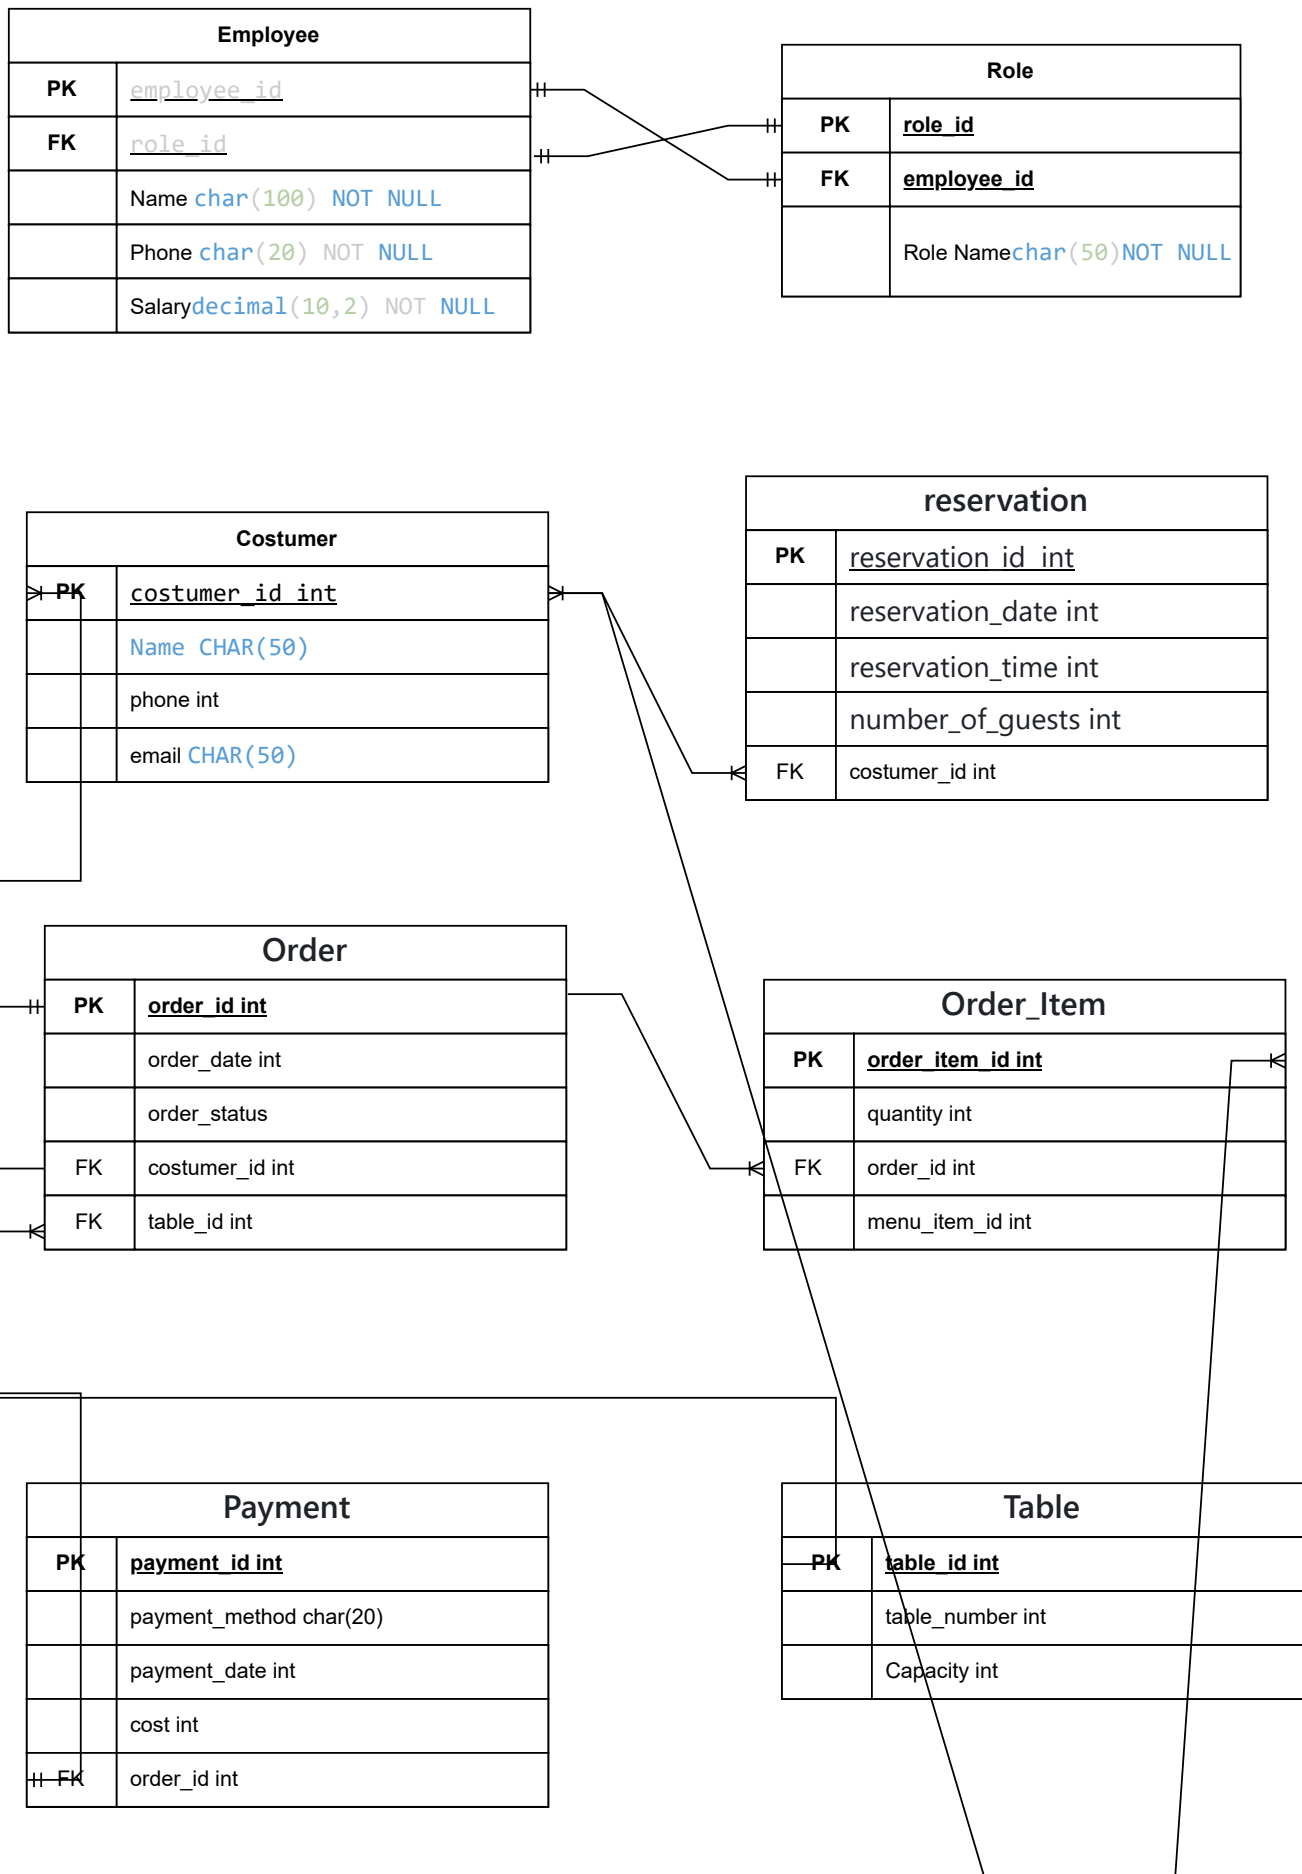 Employee
PK employee_id
FK role_id
Name char(100) NOT NULL
Phone char(20) NOT NULL
Salarydecimal(10,2) NOT NULL
Role
PK role_id
FK employee_id
Role Namechar(50)NOT NULL
Costumer
PK costumer_id int
Name CHAR(50)
phone int
email CHAR(50)
reservation
PK reservation_id int
reservation_date int
reservation_time int
number_of_guests int
FK costumer_id int
Order
PK order_id int
order_date int
order_status
FK costumer_id int
FK table_id int
Order_Item
PK order_item_id int
quantity int
FK order_id int
menu_item_id int
Payment
PK payment_id int
payment_method char(20)
payment_date int
cost int
FK order_id int
Table
PK table_id int
table_number int
Capacity int